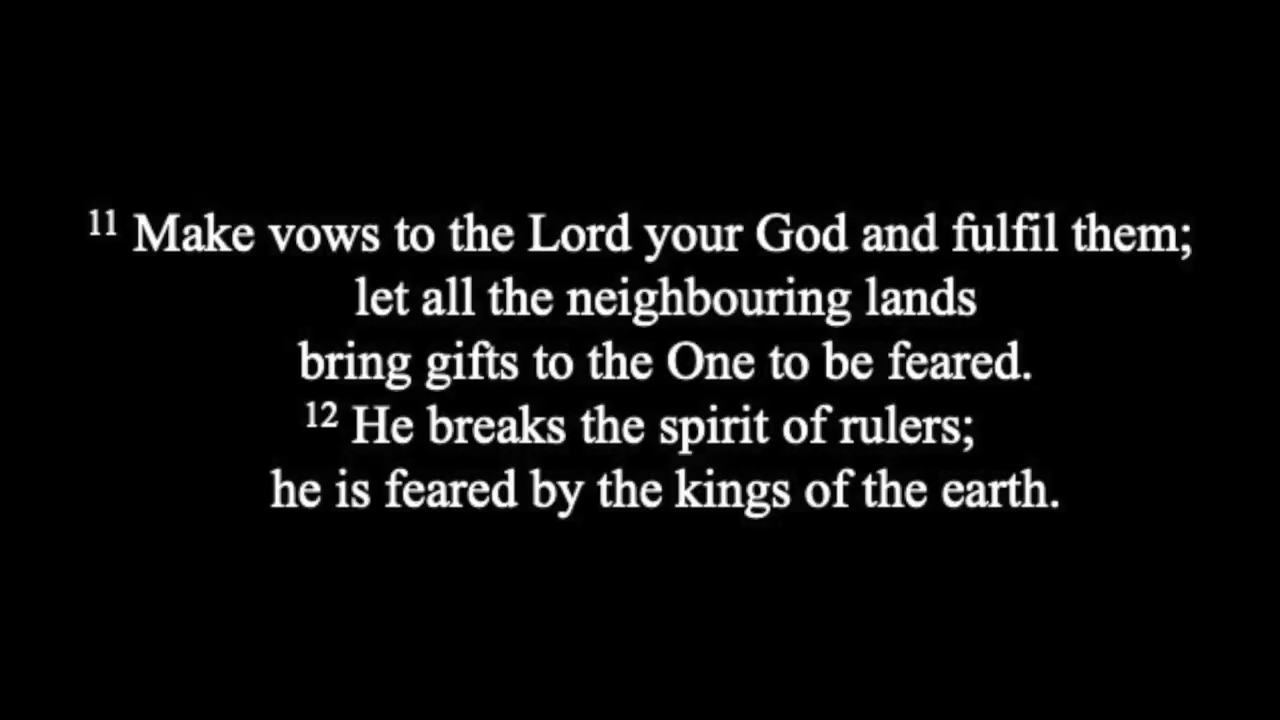 11 Make vows to the Lord your God and fulfil them;
let all the neighbouring lands
bring gifts to the One to be feared.
12 He breaks the spirit of rulers;
he is feared by the kings of the earth.